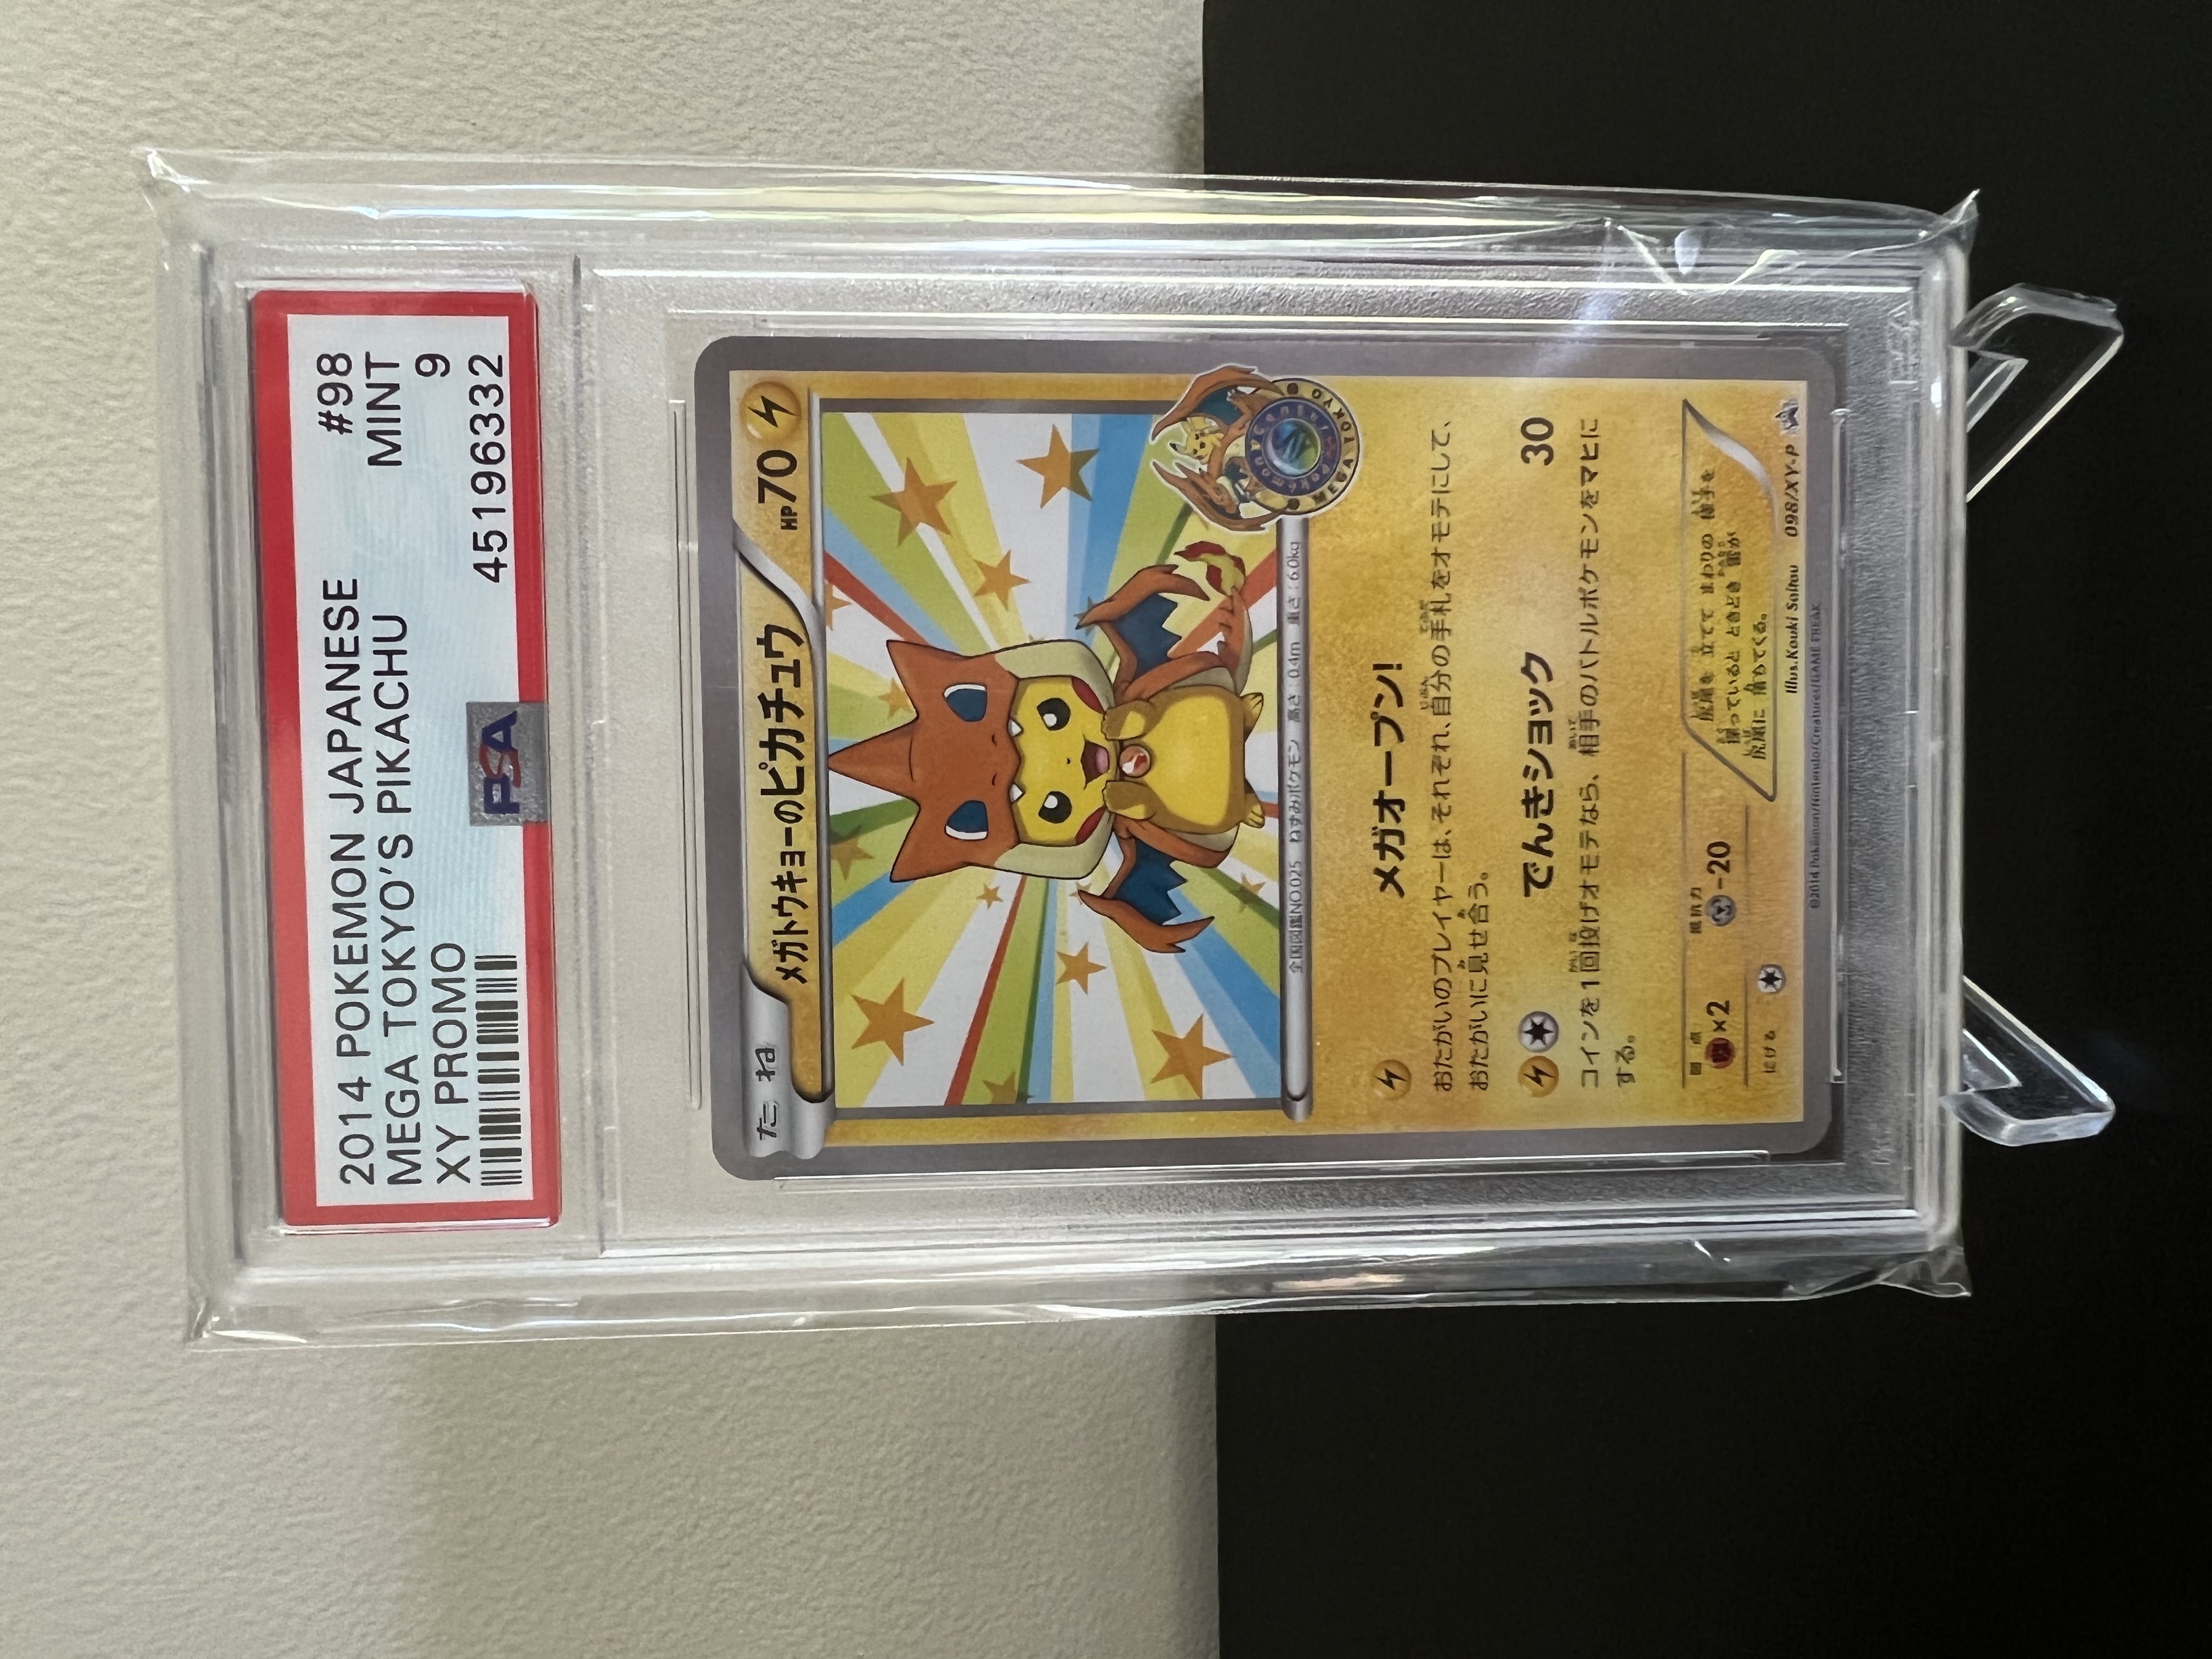 2014 POKEMON JAPANESE #98
MEGA TOKYO'S PIKACHU MINT
XY PROMO 9
PSA 45196332
たね メガトウキョーのピカチュウ HP70
全国図鑑NO.025 ねずみポケモン 高さ:0.4m 重さ:6.0kg
Pokémon Center
MEGA TOKYO
メガオープン!
おたがいのプレイヤーは、それぞれ、自分の手札をオモテにして、
おたがいに見せ合う。
でんきショック 30
コインを1回投げオモテなら、相手のバトルポケモンをマヒに
する。
弱点 抵抗力
×2 -20
にげる
尻尾を 立てて まわりの 様子を
探っていると ときどき 雷が
尻尾に 落ちてくる。
Illus.Kouki Saitou 098/XY-P
©2014 Pokémon/Nintendo/Creatures/GAME FREAK